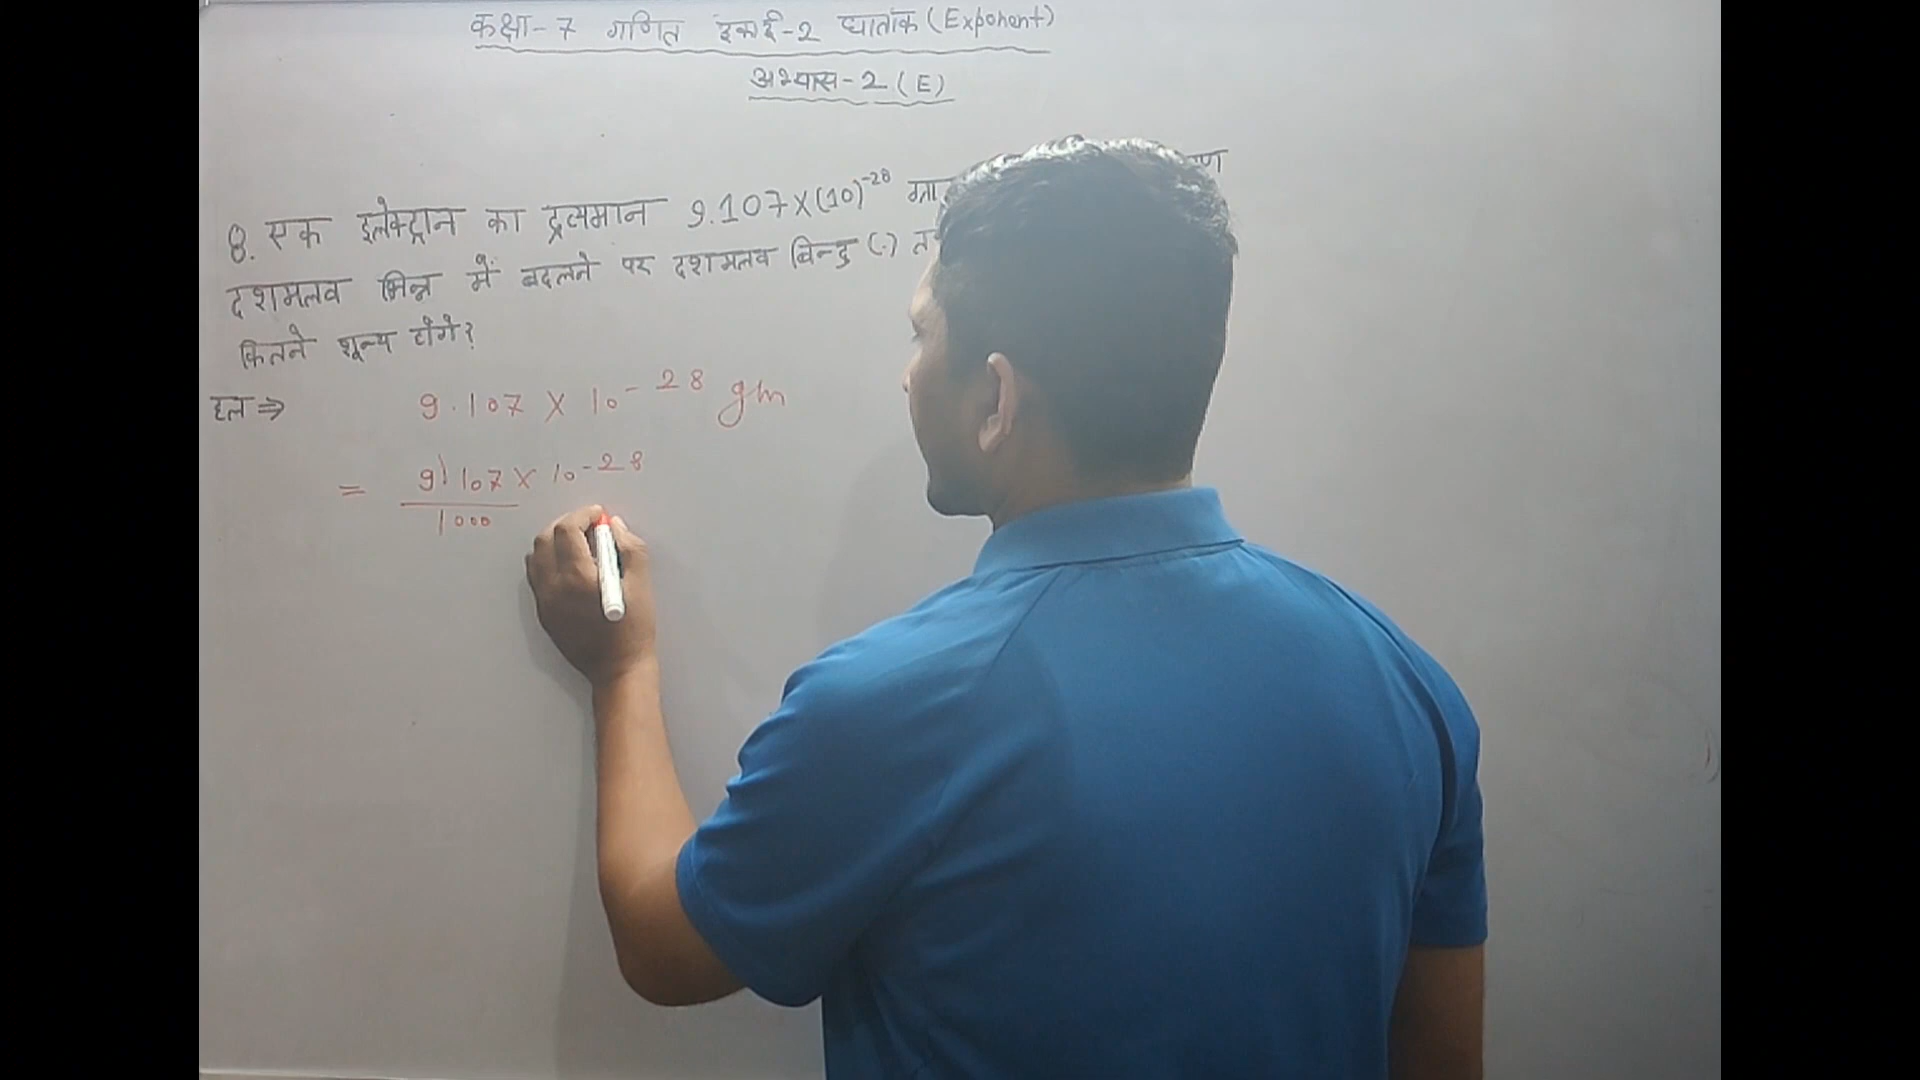 कक्षा-7 गणित इकाई-2 घातांक (Exponent)
अभ्यास-2 (E)
8. एक इलेक्ट्रान का द्रव्यमान 9.107×(10)⁻²⁸
दशमलव भिन्न में बदलने पर दशमलव बिन्दु (.)
कितने शून्य होंगे?
हल ⇒ 9.107 × 10⁻²⁸ gm
= 9107 × 10⁻²⁸
1000